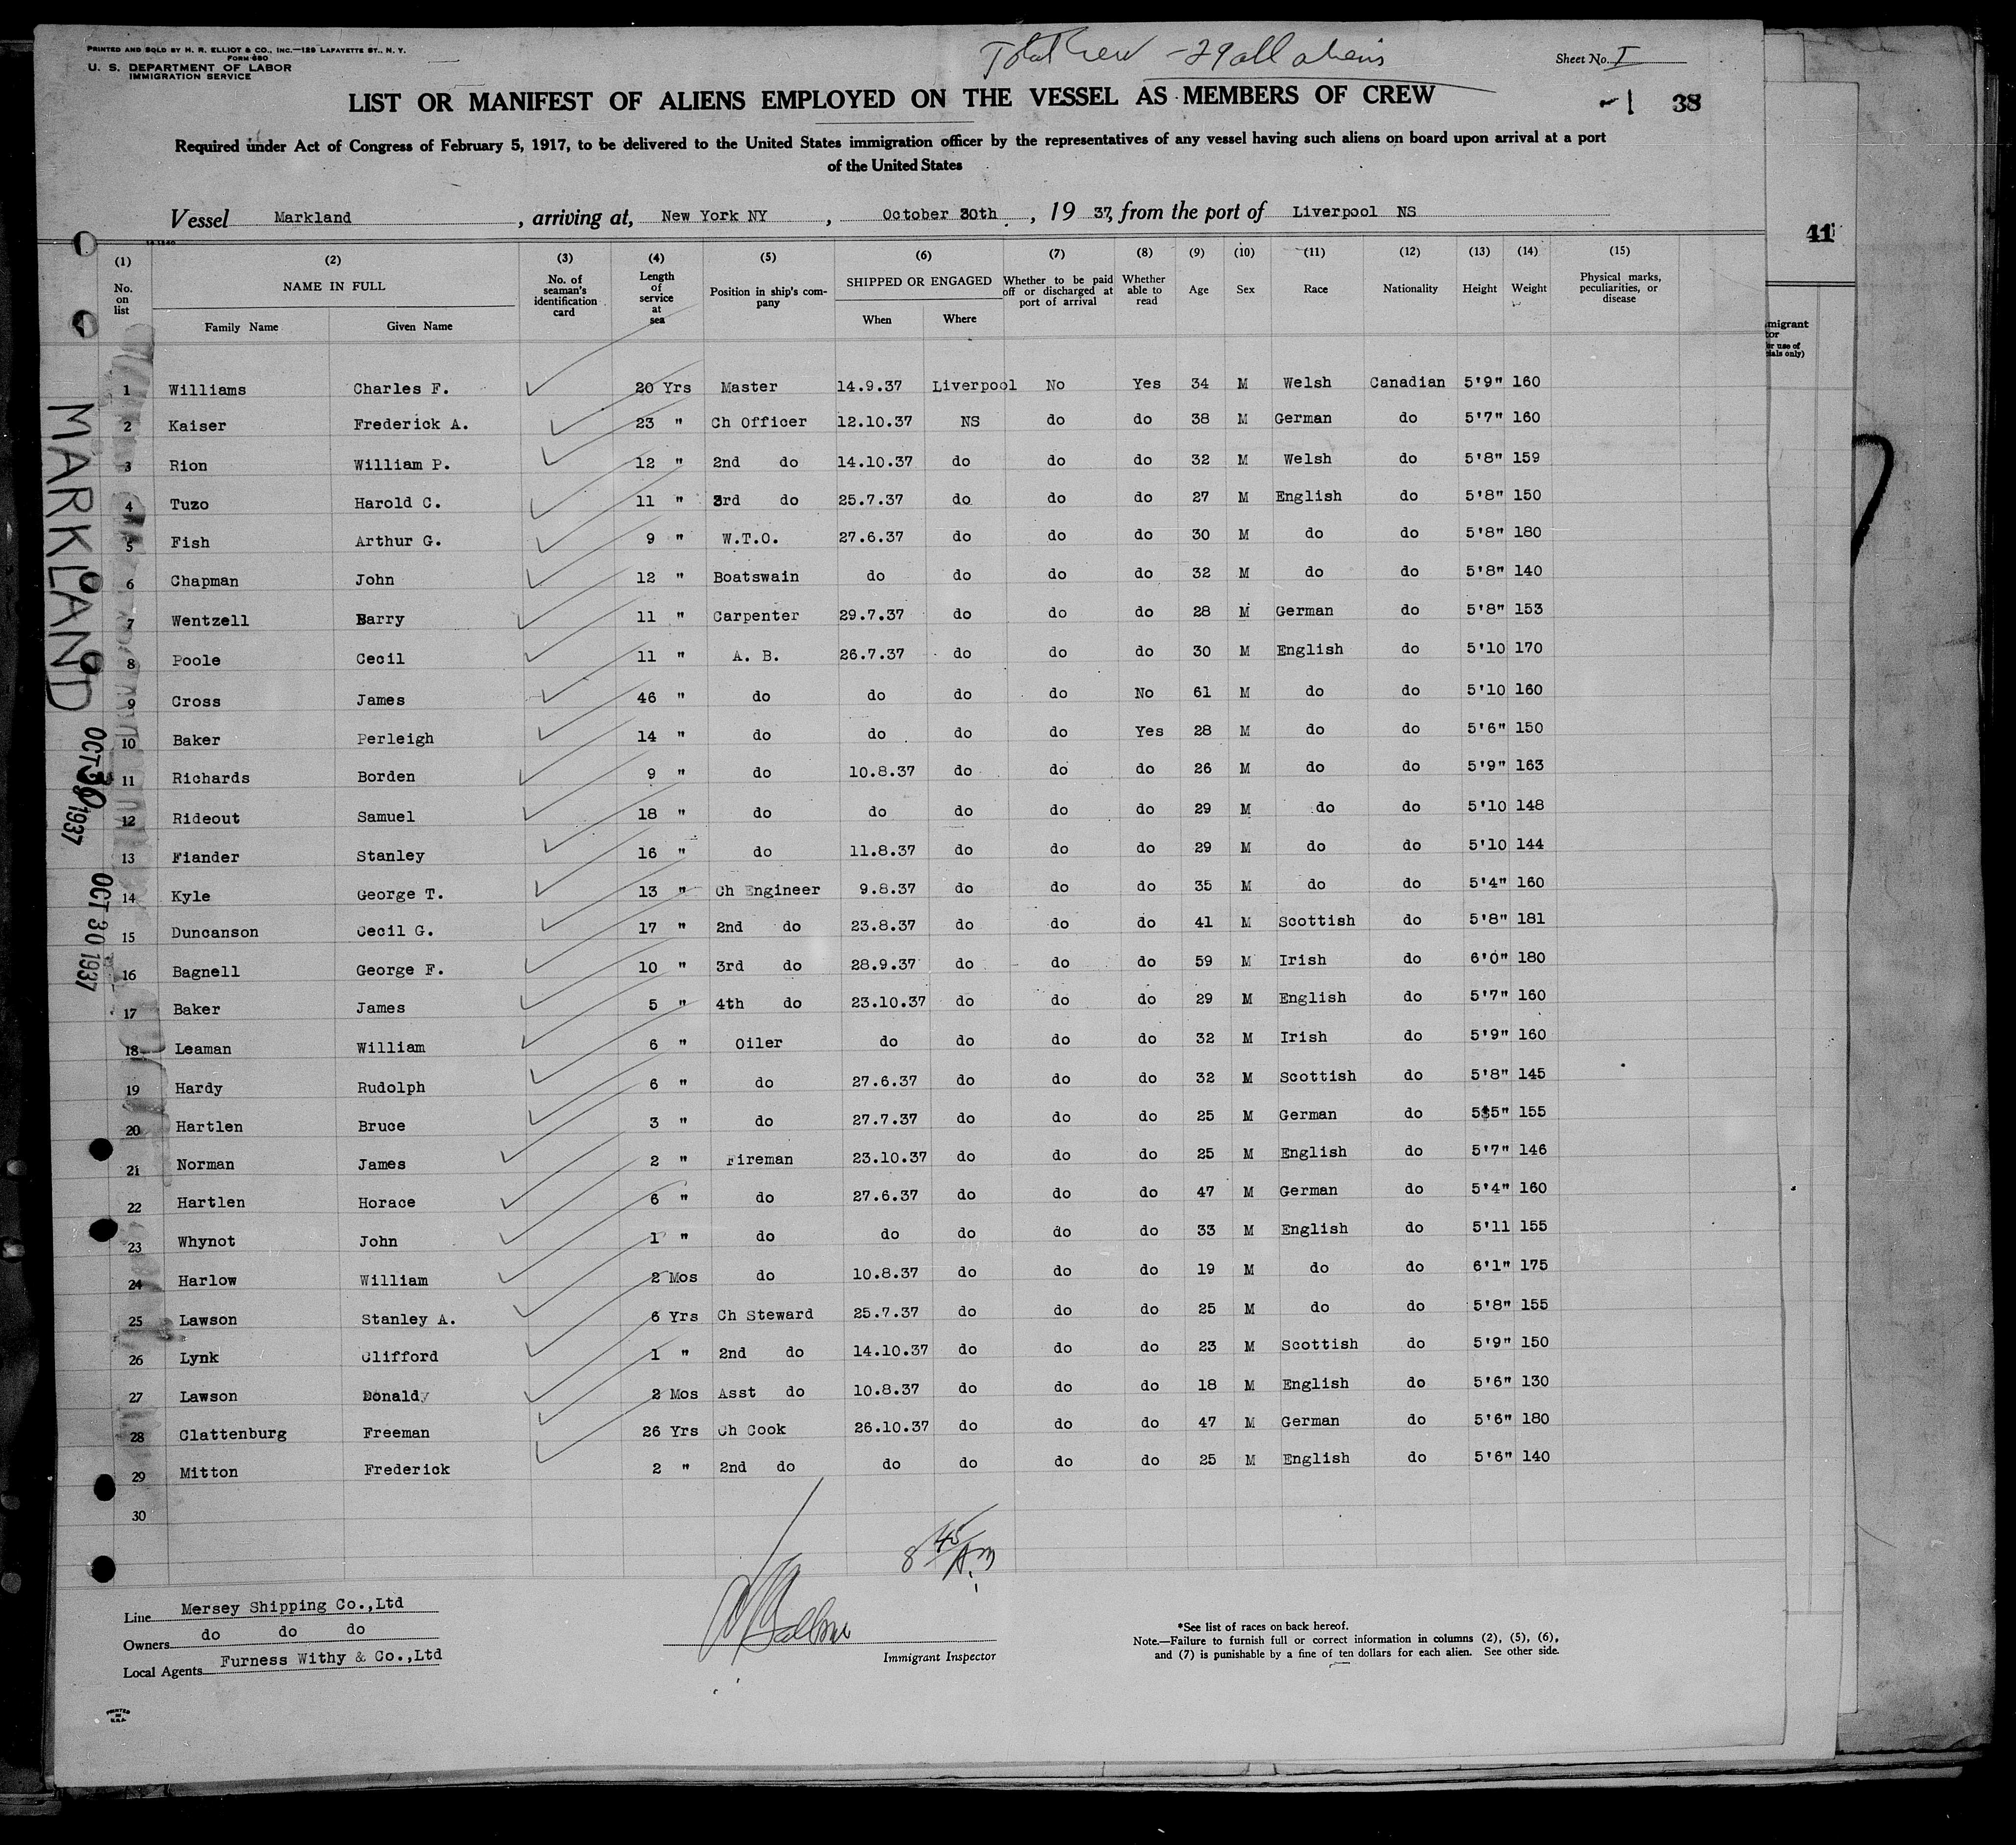 PRINTED AND SOLD BY H. R. ELLIOT & CO., INC.—129 LAFAYETTE ST., N. Y.
FORM 680
U. S. DEPARTMENT OF LABOR
IMMIGRATION SERVICE
Total Crew - 29 all aliens
Sheet No. I
LIST OR MANIFEST OF ALIENS EMPLOYED ON THE VESSEL AS MEMBERS OF CREW
-1 38
Required under Act of Congress of February 5, 1917, to be delivered to the United States immigration officer by the representatives of any vessel having such aliens on board upon arrival at a port
of the United States
Vessel Markland, arriving at, New York NY, October 30th, 19 37, from the port of Liverpool NS
41
(1) (2) (3) (4) (5) (6) (7) (8) (9) (10) (11) (12) (13) (14) (15)
No. on list
NAME IN FULL
Family Name Given Name
No. of seaman's identification card
Length of service at sea
Position in ship's company
SHIPPED OR ENGAGED
When Where
Whether to be paid off or discharged at port of arrival
Whether able to read
Age Sex Race Nationality Height Weight
Physical marks, peculiarities, or disease
migrant
tor
or use of
cials only)
1 Williams Charles F. 20 Yrs Master 14.9.37 Liverpool No Yes 34 M Welsh Canadian 5'9" 160
2 Kaiser Frederick A. 23 " Ch Officer 12.10.37 NS do do 38 M German do 5'7" 160
3 Rion William P. 12 " 2nd do 14.10.37 do do do 32 M Welsh do 5'8" 159
4 Tuzo Harold C. 11 " 3rd do 25.7.37 do do do 27 M English do 5'8" 150
5 Fish Arthur G. 9 " W.T.O. 27.6.37 do do do 30 M do do 5'8" 180
6 Chapman John 12 " Boatswain do do do do 32 M do do 5'8" 140
7 Wentzell Barry 11 " Carpenter 29.7.37 do do do 28 M German do 5'8" 153
8 Poole Cecil 11 " A. B. 26.7.37 do do do 30 M English do 5'10 170
9 Cross James 46 " do do do do No 61 M do do 5'10 160
10 Baker Perleigh 14 " do do do do Yes 28 M do do 5'6" 150
11 Richards Borden 9 " do 10.8.37 do do do 26 M do do 5'9" 163
12 Rideout Samuel 18 " do do do do do 29 M do do 5'10 148
13 Fiander Stanley 16 " do 11.8.37 do do do 29 M do do 5'10 144
14 Kyle George T. 13 " Ch Engineer 9.8.37 do do do 35 M do do 5'4" 160
15 Duncanson Cecil G. 17 " 2nd do 23.8.37 do do do 41 M Scottish do 5'8" 181
16 Bagnell George F. 10 " 3rd do 28.9.37 do do do 59 M Irish do 6'0" 180
17 Baker James 5 " 4th do 23.10.37 do do do 29 M English do 5'7" 160
18 Leaman William 6 " Oiler do do do do 32 M Irish do 5'9" 160
19 Hardy Rudolph 6 " do 27.6.37 do do do 32 M Scottish do 5'8" 145
20 Hartlen Bruce 3 " do 27.7.37 do do do 25 M German do 5'5" 155
21 Norman James 2 " Fireman 23.10.37 do do do 25 M English do 5'7" 146
22 Hartlen Horace 6 " do 27.6.37 do do do 47 M German do 5'4" 160
23 Whynot John 1 " do do do do do 33 M English do 5'11 155
24 Harlow William 2 Mos do 10.8.37 do do do 19 M do do 6'1" 175
25 Lawson Stanley A. 6 Yrs Ch Steward 25.7.37 do do do 25 M do do 5'8" 155
26 Lynk Clifford 1 " 2nd do 14.10.37 do do do 23 M Scottish do 5'9" 150
27 Lawson Donald 2 Mos Asst do 10.8.37 do do do 18 M English do 5'6" 130
28 Clattenburg Freeman 26 Yrs Ch Cook 26.10.37 do do do 47 M German do 5'6" 180
29 Mitton Frederick 2 " 2nd do do do do do 25 M English do 5'6" 140
30
MARKLAND
OCT 30 1937
OCT 30 1937
8 45 A.M
Line Mersey Shipping Co.,Ltd
Owners do do do
Local Agents Furness Withy & Co.,Ltd
Immigrant Inspector
*See list of races on back hereof.
Note.—Failure to furnish full or correct information in columns (2), (5), (6),
and (7) is punishable by a fine of ten dollars for each alien. See other side.
PRINTED
IN
U.S.A.